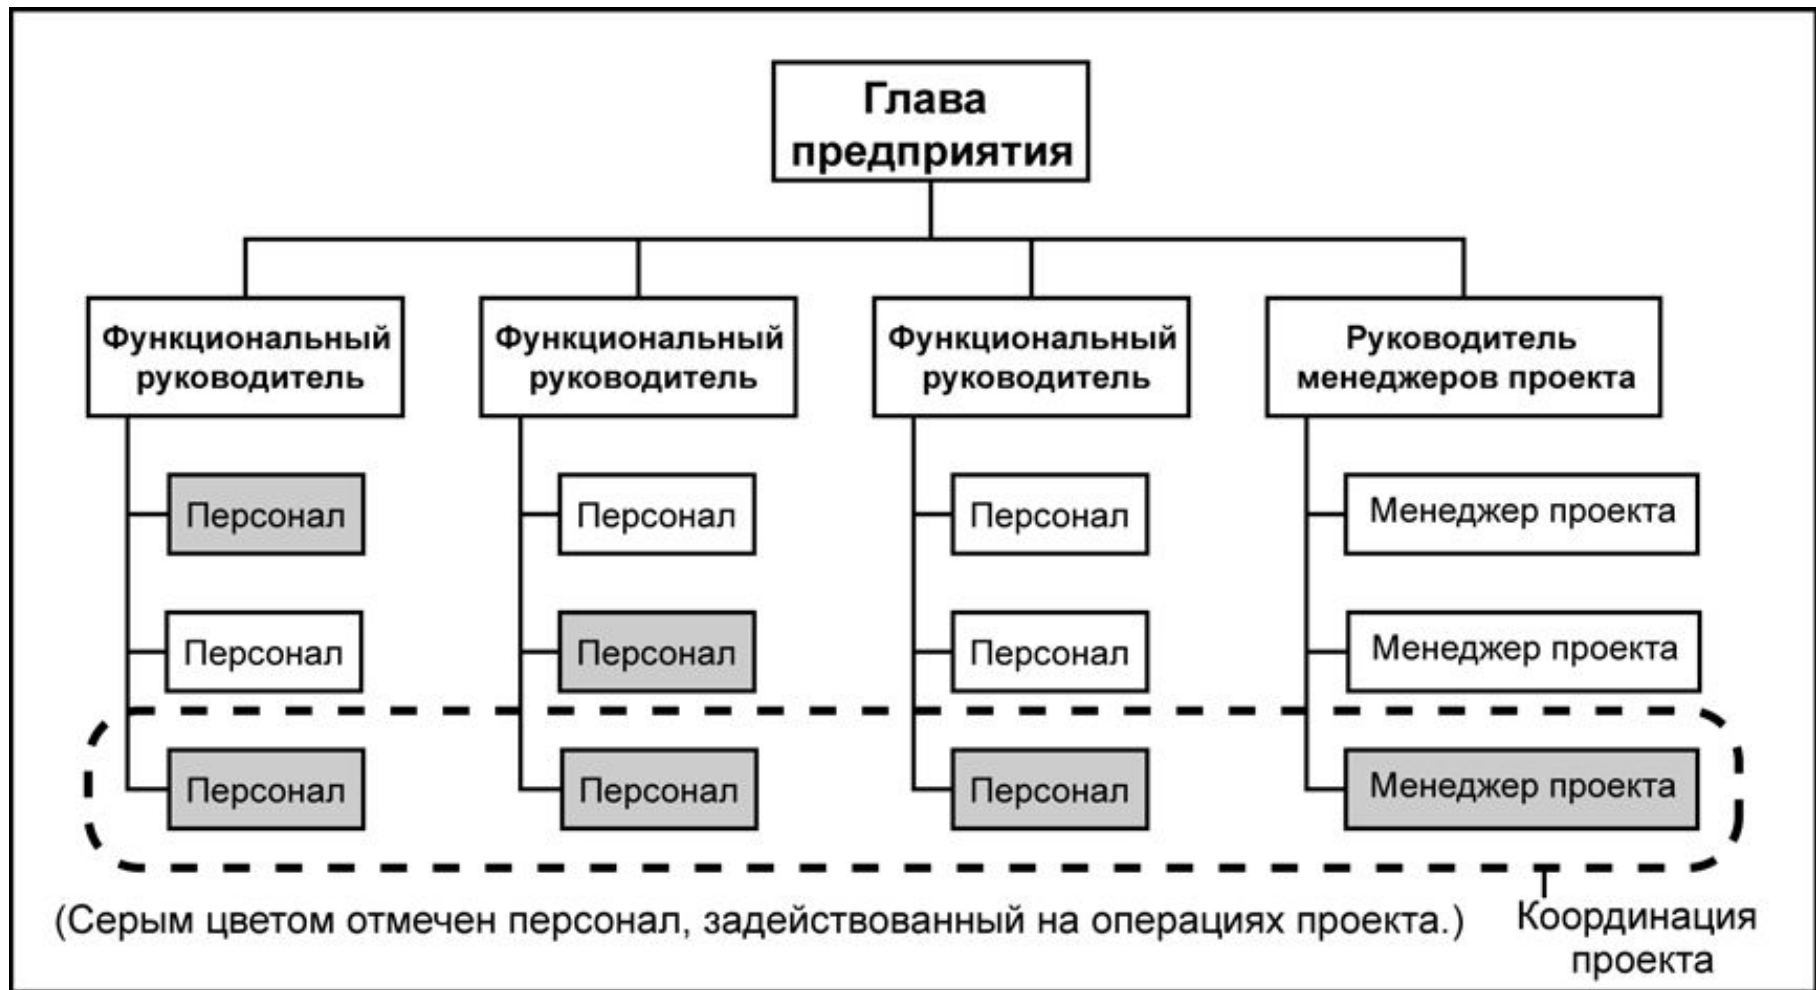 Глава
предприятия
Функциональный
руководитель
Функциональный
руководитель
Функциональный
руководитель
Руководитель
менеджеров проекта
Персонал
Персонал
Персонал
Менеджер проекта
Персонал
Персонал
Персонал
Менеджер проекта
Персонал
Персонал
Персонал
Менеджер проекта
(Серым цветом отмечен персонал, задействованный на операциях проекта.)
Координация
проекта